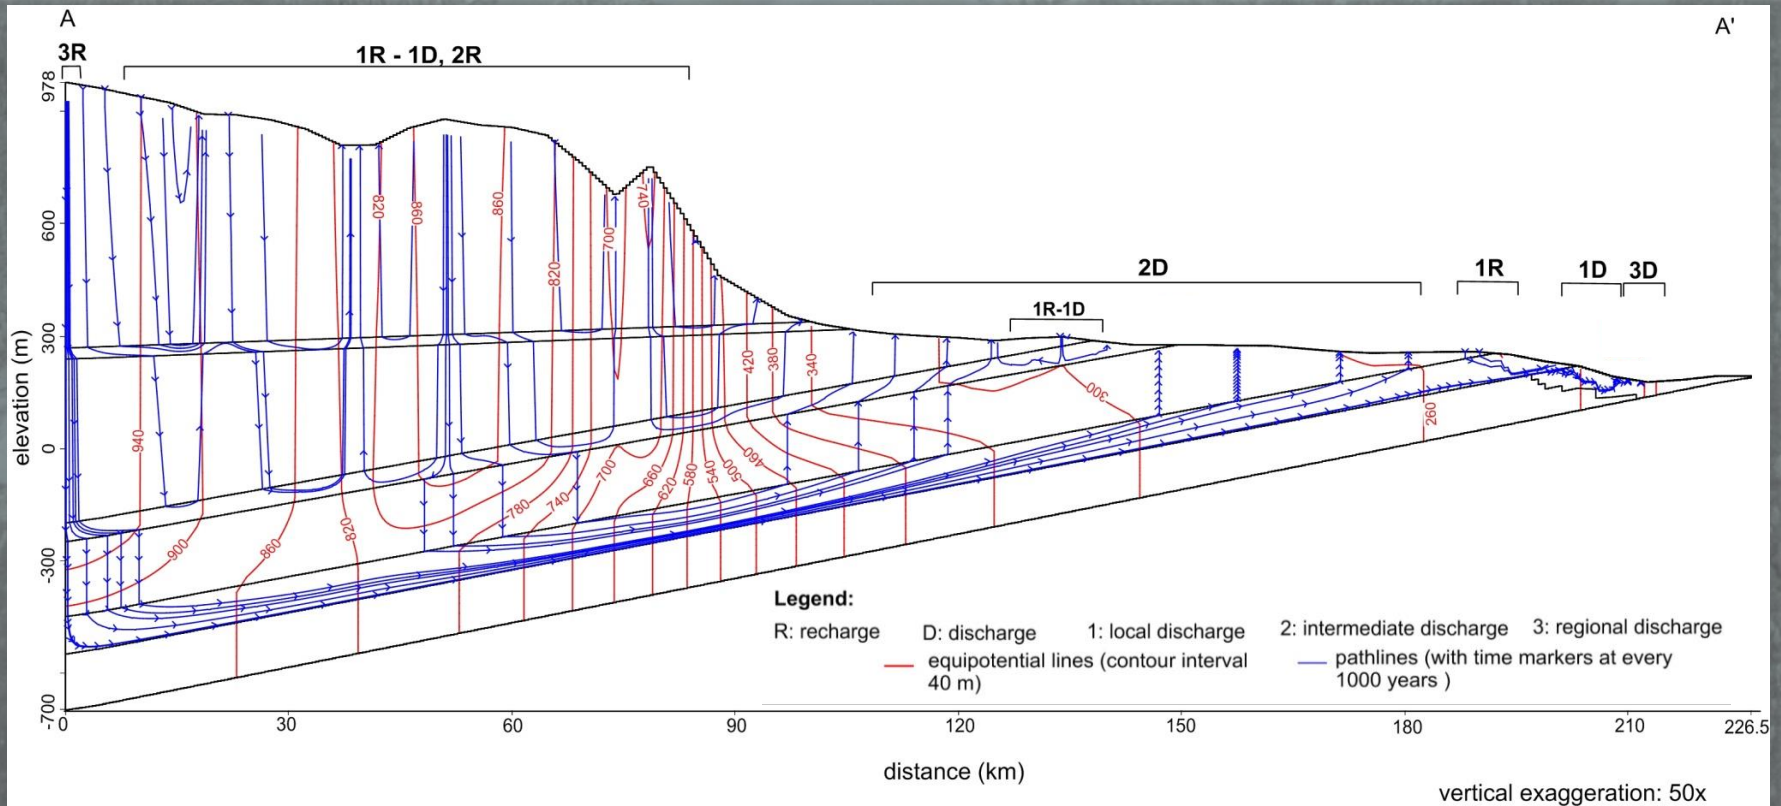 A
A'
3R
1R - 1D, 2R
978
600
300
0
-300
-700
elevation (m)
940
900
860
820
820
860
860
820
700
740
780
740
700
660
620
580
540
500
460
420
380
340
300
260
2D
1R-1D
1R
1D
3D
Legend:
R: recharge
D: discharge
1: local discharge
2: intermediate discharge
3: regional discharge
equipotential lines (contour interval
40 m)
pathlines (with time markers at every
1000 years )
0
30
60
90
120
150
180
210
226.5
distance (km)
vertical exaggeration: 50x